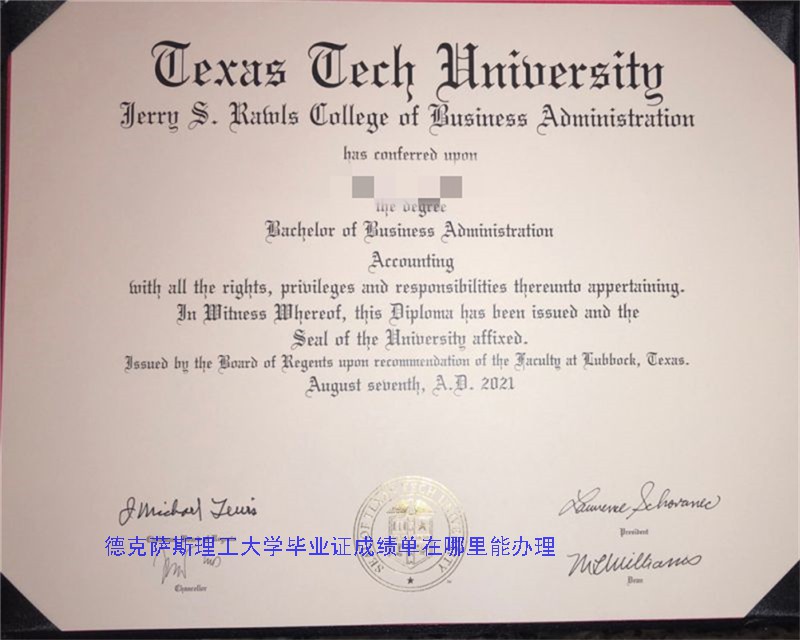 Texas Tech University
Jerry S. Rawls College of Business Administration
has conferred upon
the degree
Bachelor of Business Administration
Accounting
with all the rights, privileges and responsibilities thereunto appertaining.
In Witness Whereof, this Diploma has been issued and the
Seal of the University affixed.
Issued by the Board of Regents upon recommendation of the Faculty at Lubbock, Texas.
August seventh, A.D. 2021
J Michael Lewis
Lawrence Schovanec
President
德克萨斯理工大学毕业证成绩单在哪里能办理
Chancellor
Dean